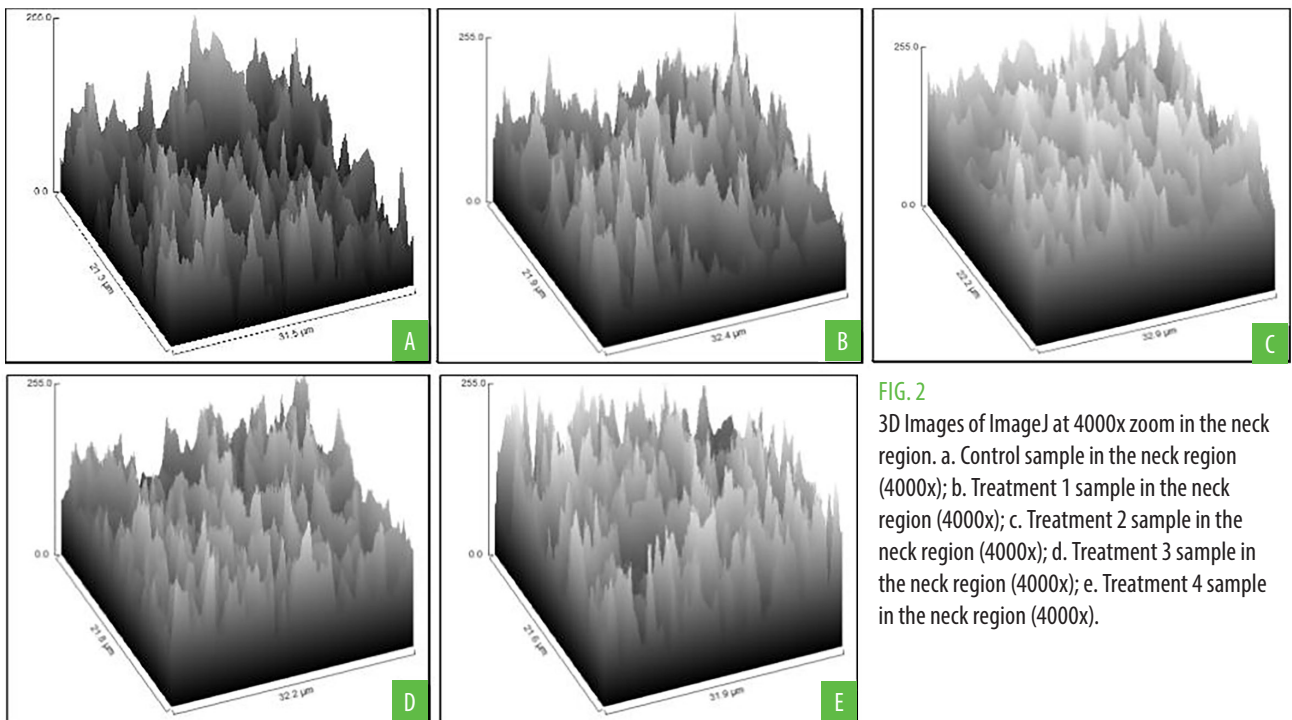 255.0
0.0
21.3 µm
31.5 µm
A
255.0
0.0
21.9 µm
32.4 µm
B
255.0
0.0
22.2 µm
32.9 µm
C
255.0
0.0
21.8 µm
32.2 µm
D
255.0
0.0
21.6 µm
31.9 µm
E
FIG. 2
3D Images of ImageJ at 4000x zoom in the neck
region. a. Control sample in the neck region
(4000x); b. Treatment 1 sample in the neck
region (4000x); c. Treatment 2 sample in the
neck region (4000x); d. Treatment 3 sample in
the neck region (4000x); e. Treatment 4 sample
in the neck region (4000x).